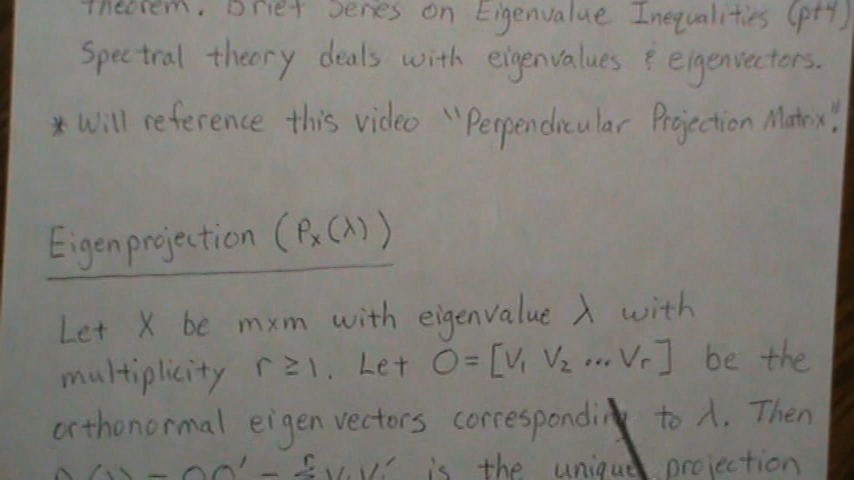 theorem. Brief Series on Eigenvalue Inequalities (pt4)
Spectral theory deals with eigenvalues & eigenvectors.
* Will reference this video "Perpendicular Projection Matrix".
Eigenprojection (Pₓ(λ))
Let X be m×m with eigenvalue λ with
multiplicity r ≥ 1. Let O = [V₁ V₂ ... Vᵣ] be the
orthonormal eigenvectors corresponding to λ. Then
is the unique projection